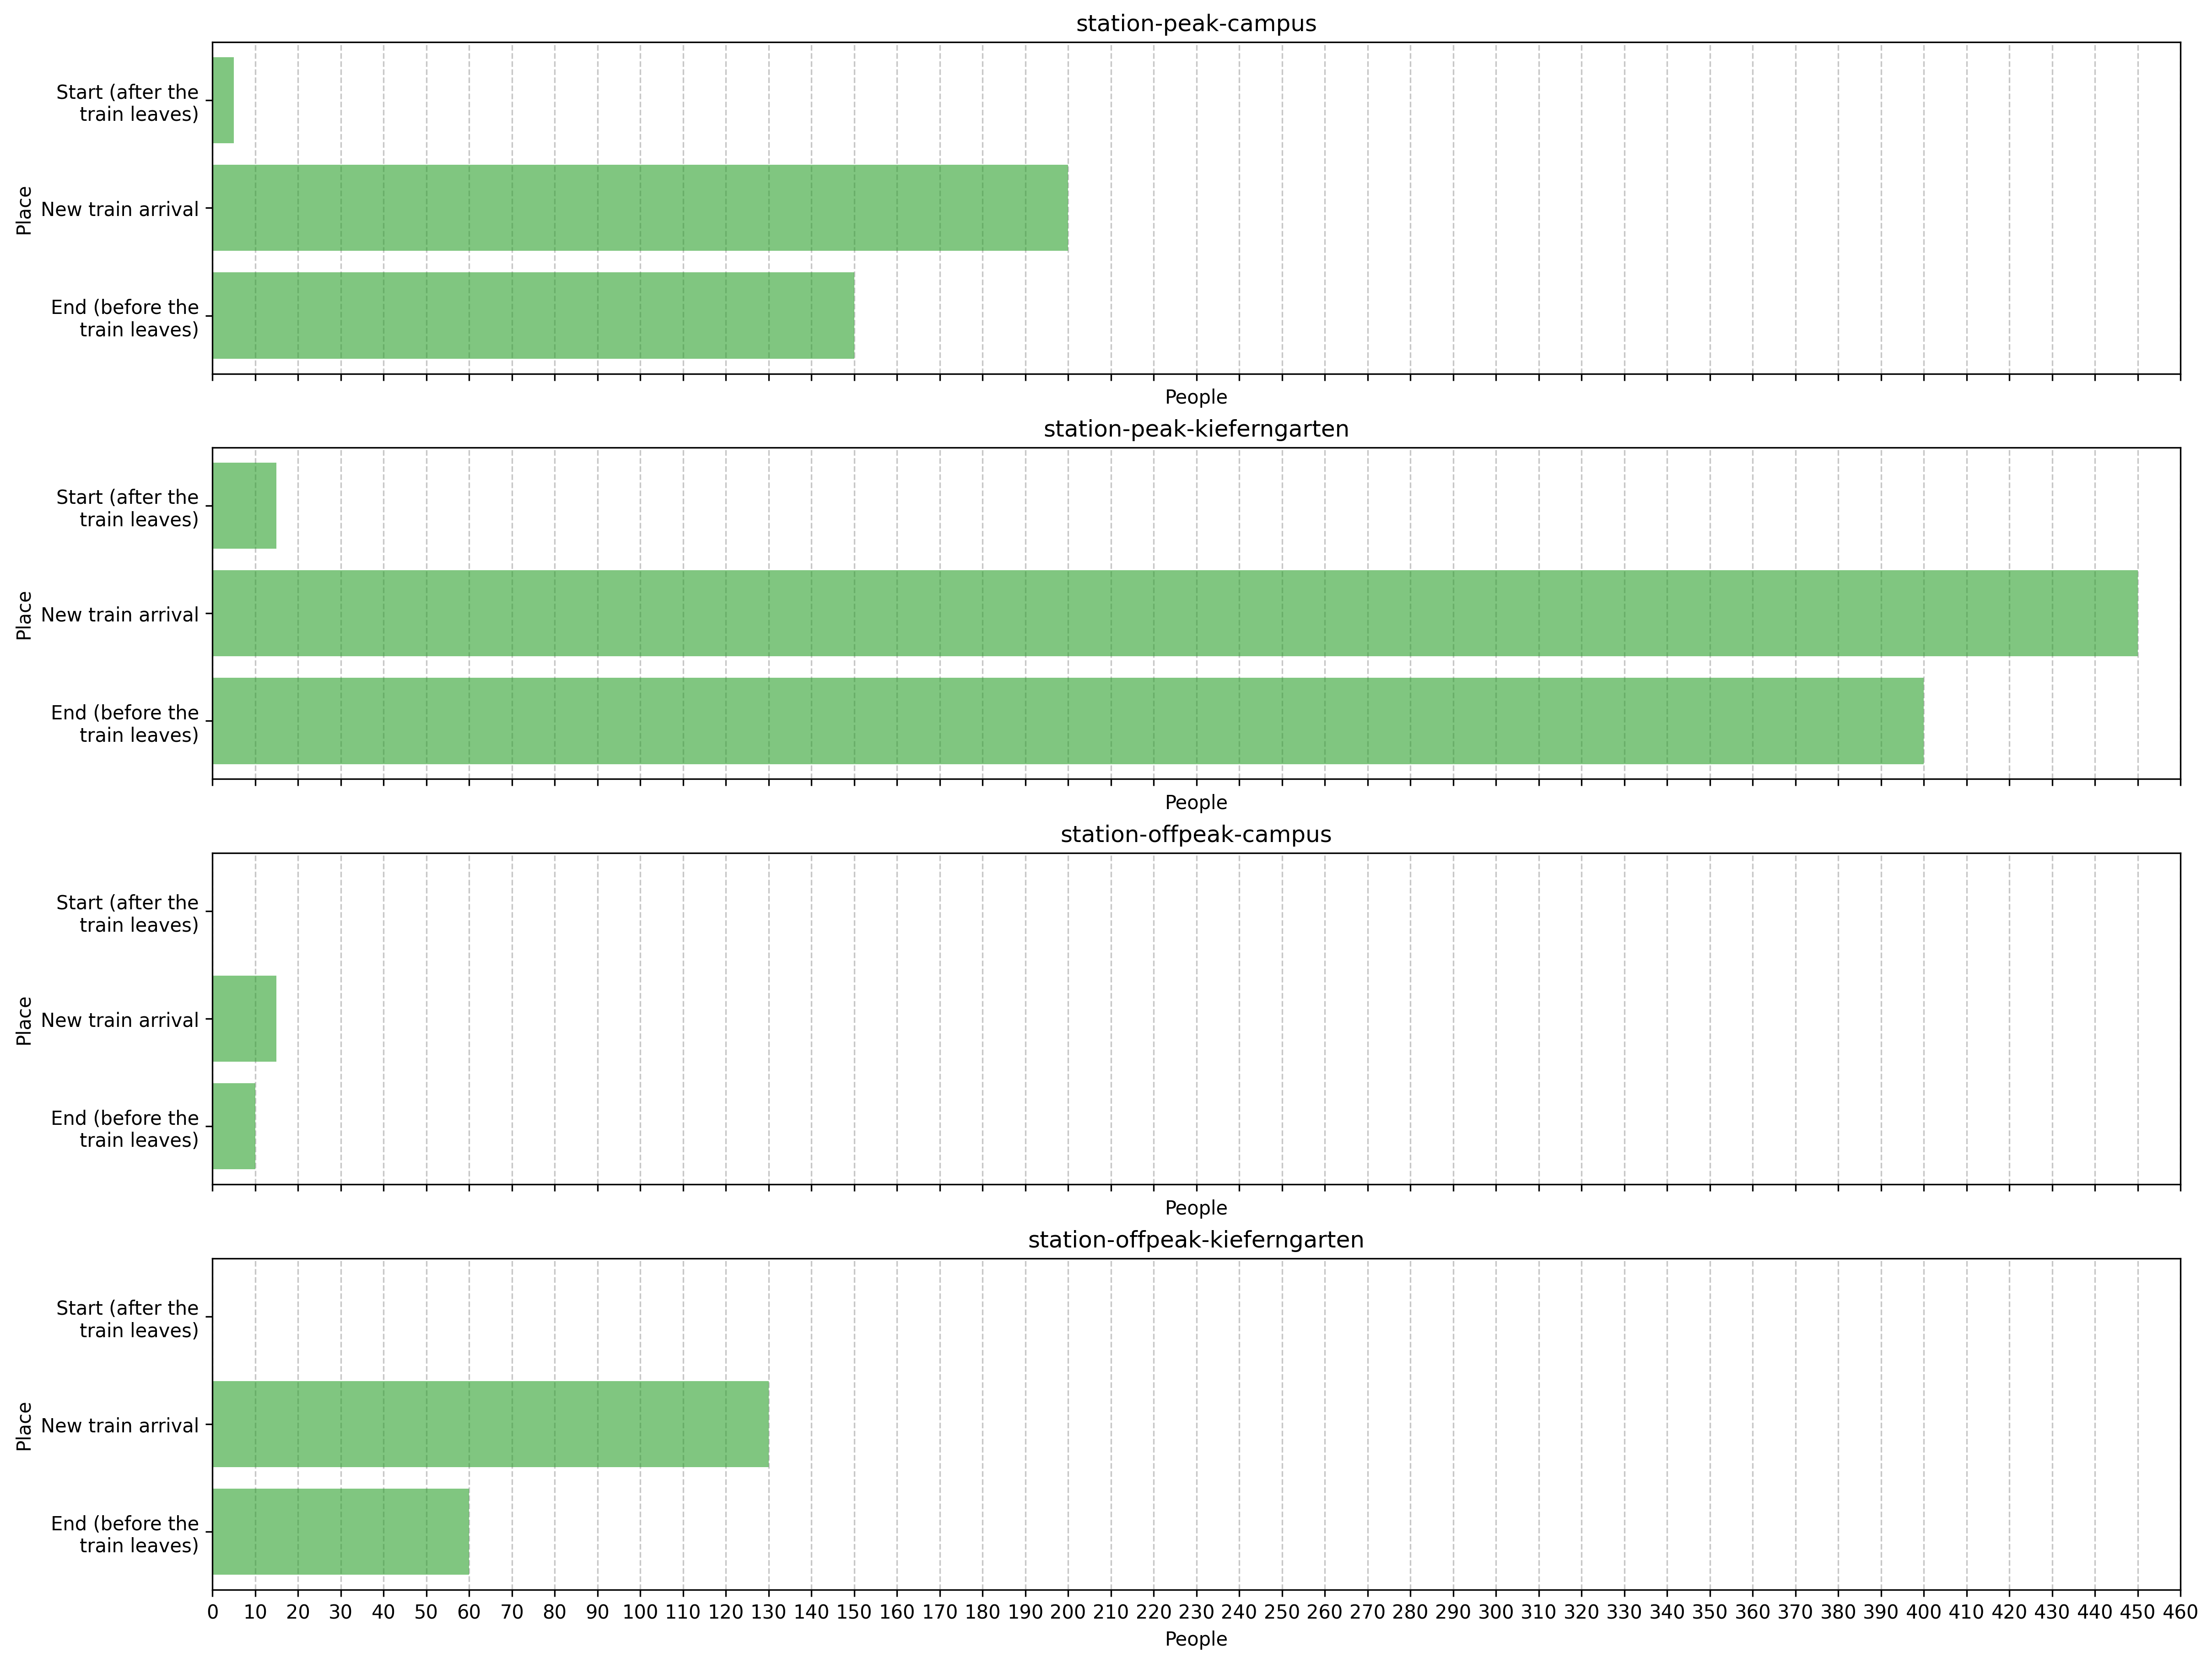 station-peak-campus
Start (after the
train leaves)
New train arrival
End (before the
train leaves)
Place
People
station-peak-kieferngarten
Start (after the
train leaves)
New train arrival
End (before the
train leaves)
Place
People
station-offpeak-campus
Start (after the
train leaves)
New train arrival
End (before the
train leaves)
Place
People
station-offpeak-kieferngarten
Start (after the
train leaves)
New train arrival
End (before the
train leaves)
Place
0 10 20 30 40 50 60 70 80 90 100 110 120 130 140 150 160 170 180 190 200 210 220 230 240 250 260 270 280 290 300 310 320 330 340 350 360 370 380 390 400 410 420 430 440 450 460
People